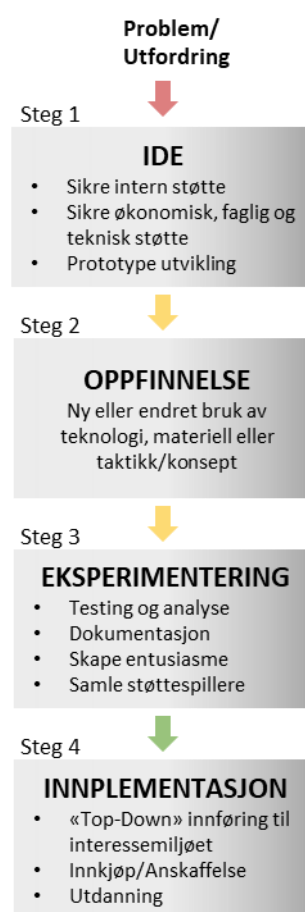 Problem/
Utfordring
Steg 1
IDE
• Sikre intern støtte
• Sikre økonomisk, faglig og
teknisk støtte
• Prototype utvikling
Steg 2
OPPFINNELSE
Ny eller endret bruk av
teknologi, materiell eller
taktikk/konsept
Steg 3
EKSPERIMENTERING
• Testing og analyse
• Dokumentasjon
• Skape entusiasme
• Samle støttespillere
Steg 4
INNPLEMENTASJON
• «Top-Down» innføring til
interessemiljøet
• Innkjøp/Anskaffelse
• Utdanning